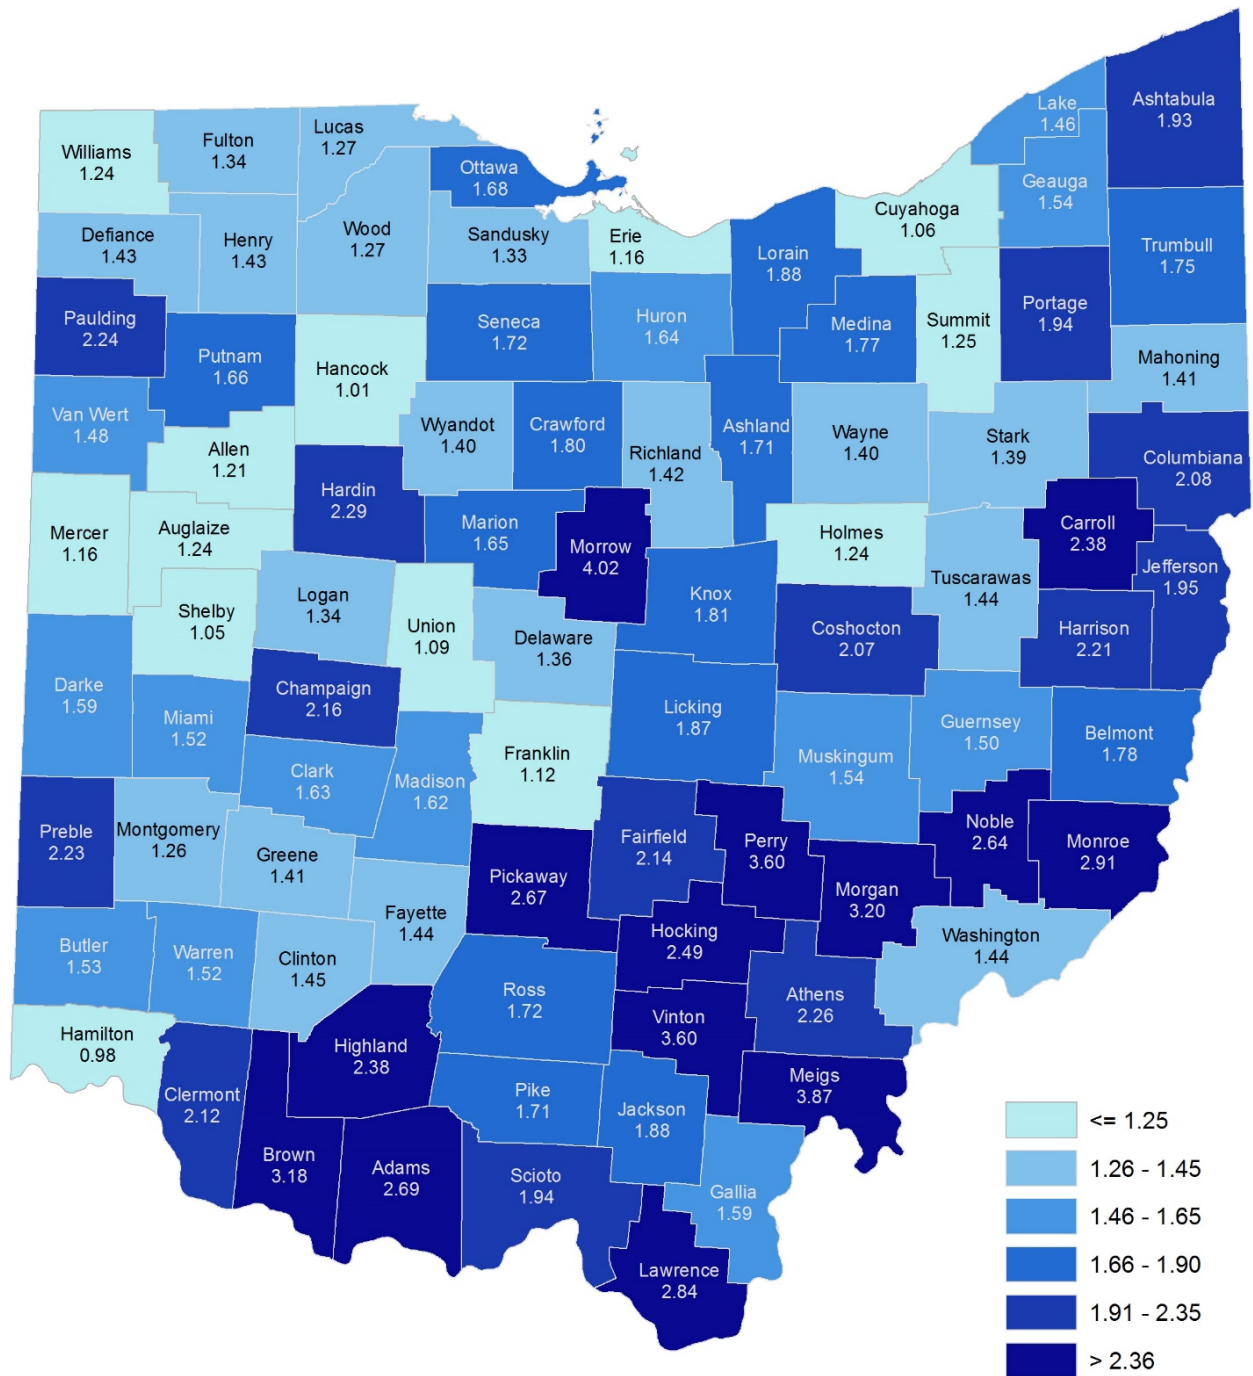 Ashtabula
1.93
Lake
1.46
Lucas
1.27
Fulton
1.34
Williams
1.24
Ottawa
1.68
Geauga
1.54
Cuyahoga
1.06
Defiance
1.43
Henry
1.43
Wood
1.27
Sandusky
1.33
Erie
1.16
Lorain
1.88
Trumbull
1.75
Paulding
2.24
Putnam
1.66
Hancock
1.01
Seneca
1.72
Huron
1.64
Medina
1.77
Summit
1.25
Portage
1.94
Mahoning
1.41
Van Wert
1.48
Allen
1.21
Wyandot
1.40
Crawford
1.80
Richland
1.42
Ashland
1.71
Wayne
1.40
Stark
1.39
Columbiana
2.08
Hardin
2.29
Mercer
1.16
Auglaize
1.24
Marion
1.65
Morrow
4.02
Holmes
1.24
Carroll
2.38
Tuscarawas
1.44
Jefferson
1.95
Shelby
1.05
Logan
1.34
Union
1.09
Delaware
1.36
Knox
1.81
Coshocton
2.07
Harrison
2.21
Darke
1.59
Miami
1.52
Champaign
2.16
Licking
1.87
Guernsey
1.50
Belmont
1.78
Clark
1.63
Madison
1.62
Franklin
1.12
Muskingum
1.54
Preble
2.23
Montgomery
1.26
Greene
1.41
Fairfield
2.14
Perry
3.60
Noble
2.64
Monroe
2.91
Pickaway
2.67
Morgan
3.20
Fayette
1.44
Hocking
2.49
Washington
1.44
Butler
1.53
Warren
1.52
Clinton
1.45
Ross
1.72
Athens
2.26
Vinton
3.60
Hamilton
0.98
Highland
2.38
Meigs
3.87
Clermont
2.12
Pike
1.71
Jackson
1.88
Brown
3.18
Adams
2.69
Scioto
1.94
Gallia
1.59
Lawrence
2.84
<= 1.25
1.26 - 1.45
1.46 - 1.65
1.66 - 1.90
1.91 - 2.35
> 2.36